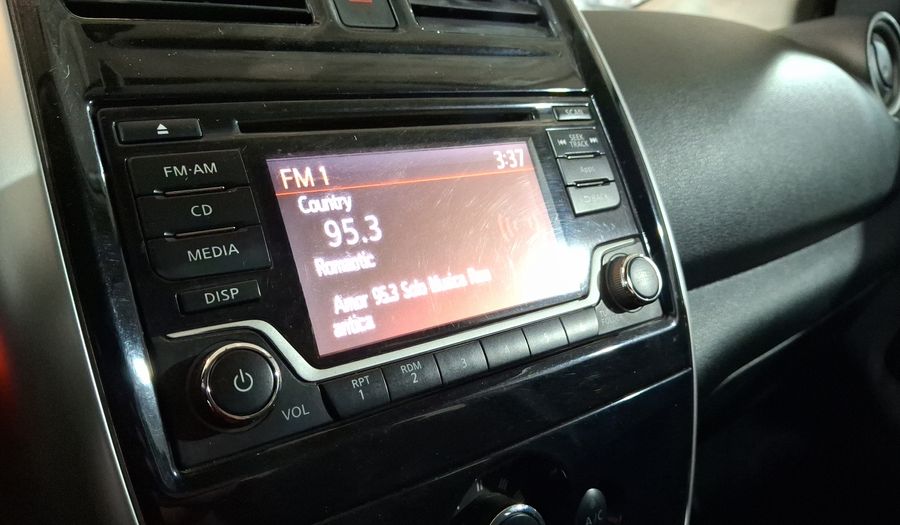 SCAN
SEEK
TRACK
FM·AM
CD
MEDIA
DISP
FM 1 3:37
Country
95.3
Romantic
Amor 95.3 Solo Musica Rom
antica
VOL
RPT
1
RDM
2
3
A/C